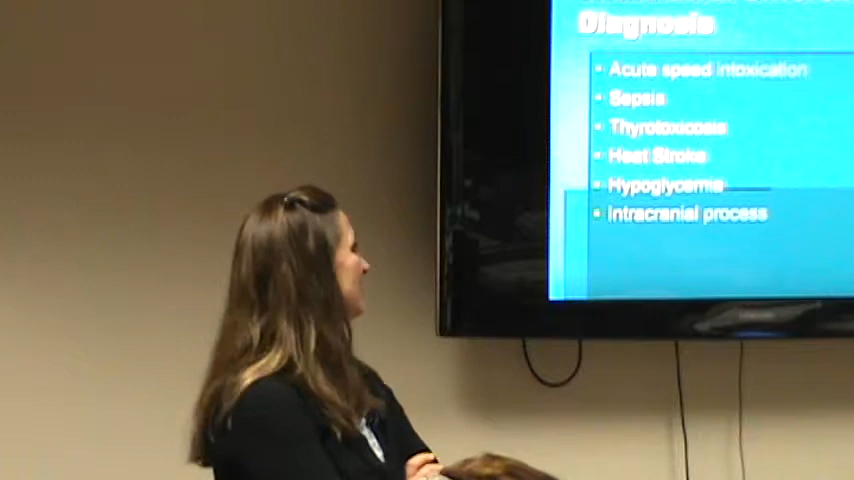 Diagnosis
• Acute speed intoxication
• Sepsis
• Thyrotoxicosis
• Heat Stroke
• Hypoglycemia
• Intracranial process